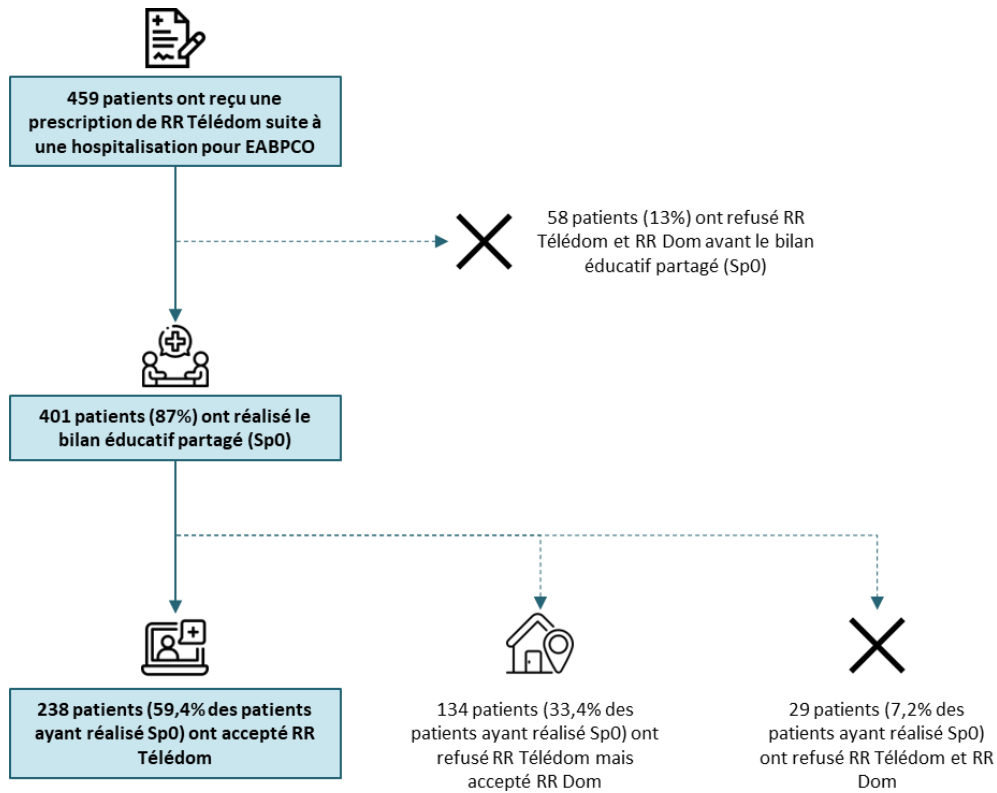 459 patients ont reçu une
prescription de RR Télédom suite à
une hospitalisation pour EABPCO
58 patients (13%) ont refusé RR
Télédom et RR Dom avant le bilan
éducatif partagé (Sp0)
401 patients (87%) ont réalisé le
bilan éducatif partagé (Sp0)
238 patients (59,4% des patients
ayant réalisé Sp0) ont accepté RR
Télédom
134 patients (33,4% des
patients ayant réalisé Sp0) ont
refusé RR Télédom mais
accepté RR Dom
29 patients (7,2% des
patients ayant réalisé Sp0)
ont refusé RR Télédom et RR
Dom